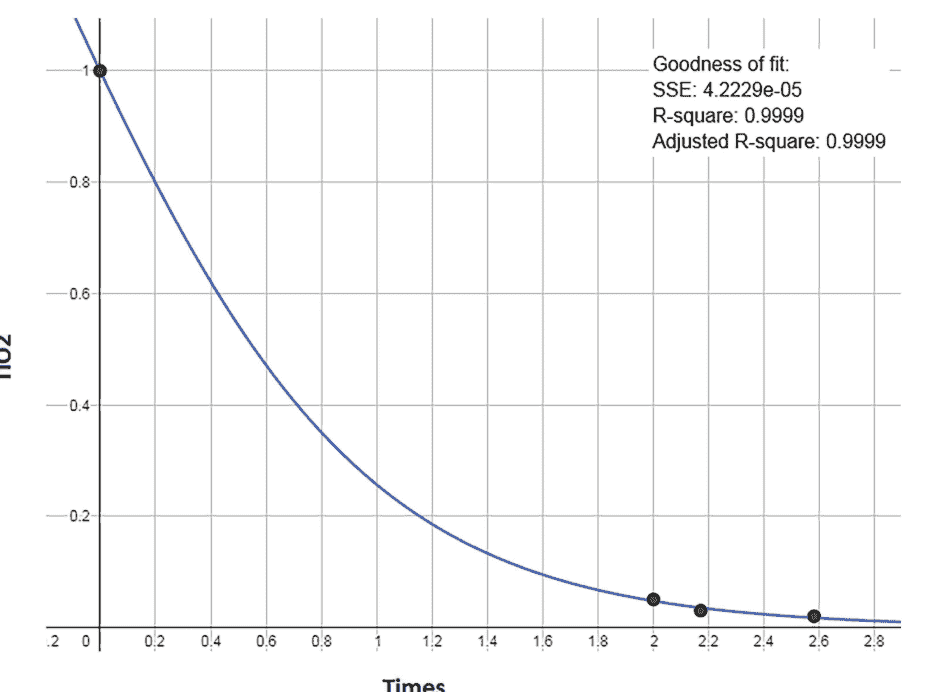 Goodness of fit:
SSE: 4.2229e-05
R-square: 0.9999
Adjusted R-square: 0.9999
1
0.8
0.6
0.4
0.2
.2 0 0.2 0.4 0.6 0.8 1 1.2 1.4 1.6 1.8 2 2.2 2.4 2.6 2.8
Times